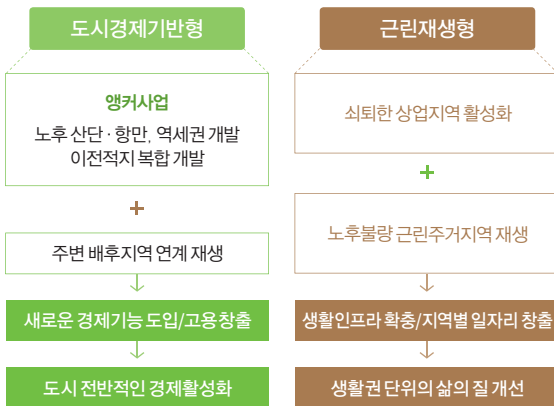 도시경제기반형
앵커사업
노후 산단 · 항만, 역세권 개발
이전적지 복합 개발
+
주변 배후지역 연계 재생
새로운 경제기능 도입/고용창출
도시 전반적인 경제활성화
근린재생형
쇠퇴한 상업지역 활성화
+
노후불량 근린주거지역 재생
생활인프라 확충/지역별 일자리 창출
생활권 단위의 삶의 질 개선